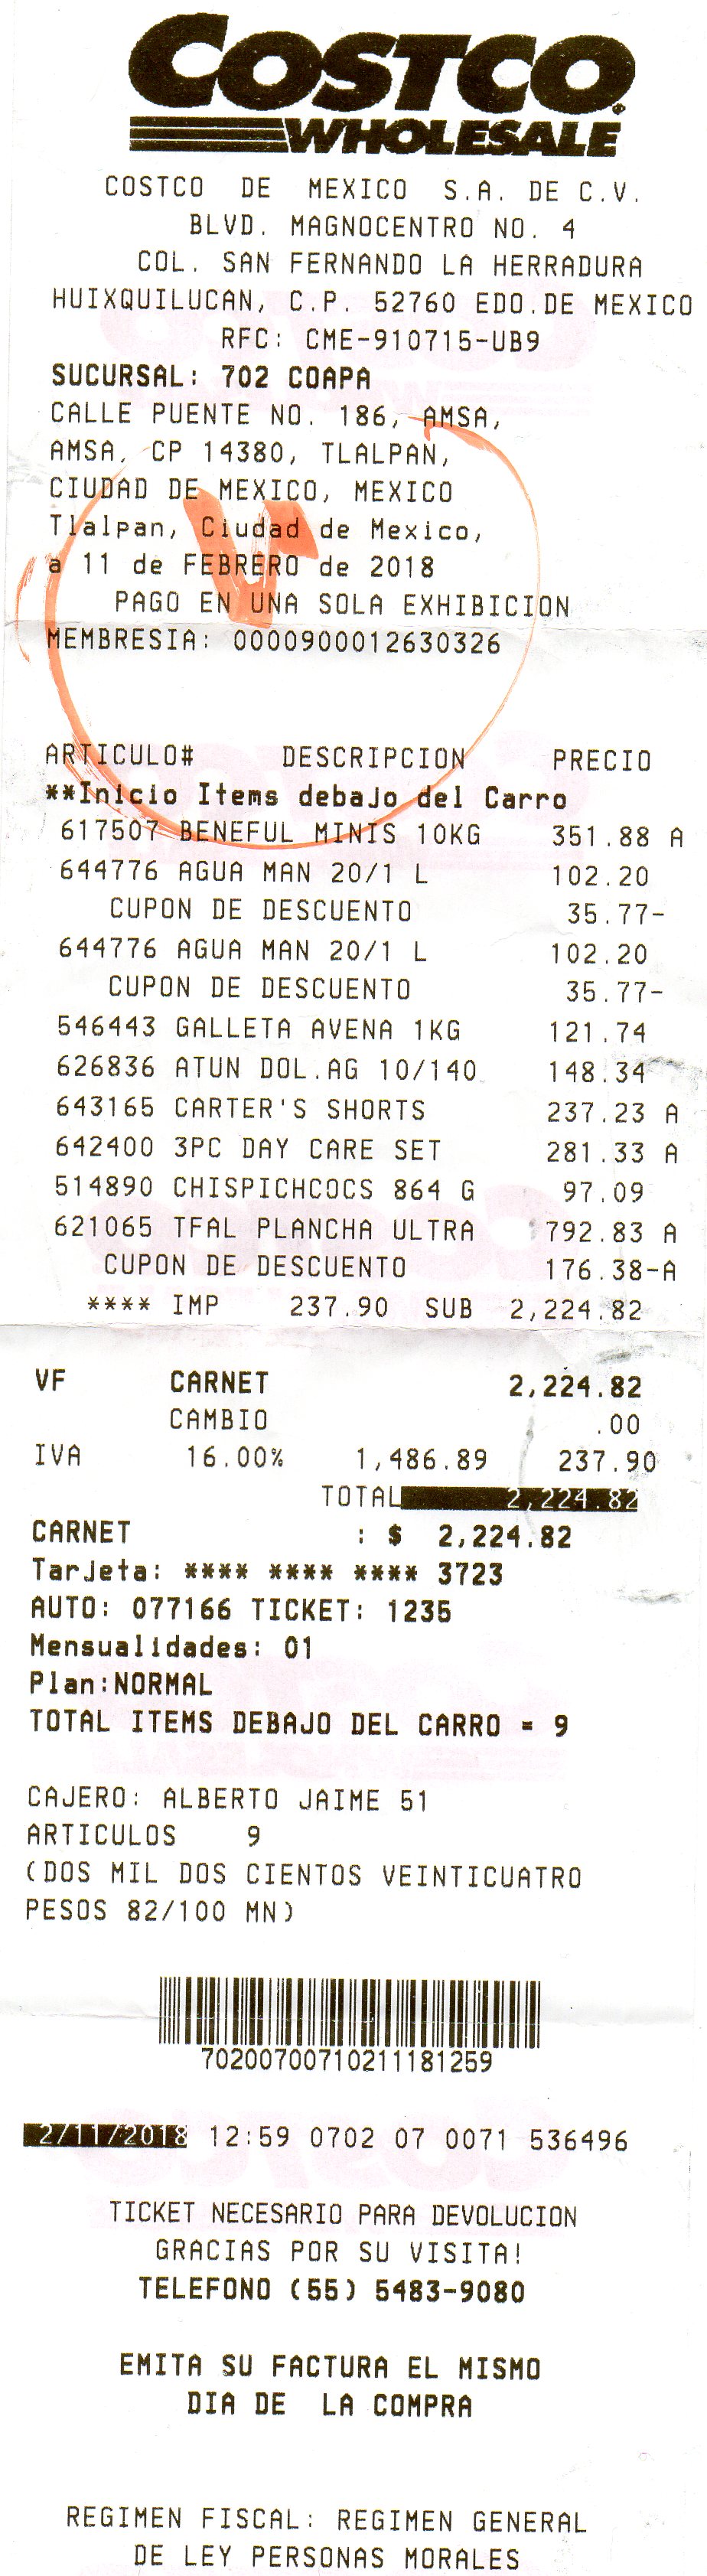 COSTCO
WHOLESALE
COSTCO DE MEXICO S.A. DE C.V.
BLVD. MAGNOCENTRO NO. 4
COL. SAN FERNANDO LA HERRADURA
HUIXQUILUCAN, C.P. 52760 EDO.DE MEXICO
RFC: CME-910715-UB9
SUCURSAL: 702 COAPA
CALLE PUENTE NO. 186, AMSA,
AMSA, CP 14380, TLALPAN,
CIUDAD DE MEXICO, MEXICO
Tlalpan, Ciudad de Mexico,
a 11 de FEBRERO de 2018
PAGO EN UNA SOLA EXHIBICION
MEMBRESIA: 0000900012630326
ARTICULO# DESCRIPCION PRECIO
**Inicio Items debajo del Carro
617507 BENEFUL MINIS 10KG 351.88 A
644776 AGUA MAN 20/1 L 102.20
CUPON DE DESCUENTO 35.77-
644776 AGUA MAN 20/1 L 102.20
CUPON DE DESCUENTO 35.77-
546443 GALLETA AVENA 1KG 121.74
626836 ATUN DOL.AG 10/140 148.34
643165 CARTER'S SHORTS 237.23 A
642400 3PC DAY CARE SET 281.33 A
514890 CHISPICHCOCS 864 G 97.09
621065 TFAL PLANCHA ULTRA 792.83 A
CUPON DE DESCUENTO 176.38-A
**** IMP 237.90 SUB 2,224.82
VF CARNET 2,224.82
CAMBIO .00
IVA 16.00% 1,486.89 237.90
TOTAL 2,224.82
CARNET : $ 2,224.82
Tarjeta: **** **** **** 3723
AUTO: 077166 TICKET: 1235
Mensualidades: 01
Plan:NORMAL
TOTAL ITEMS DEBAJO DEL CARRO = 9
CAJERO: ALBERTO JAIME 51
ARTICULOS 9
(DOS MIL DOS CIENTOS VEINTICUATRO
PESOS 82/100 MN)
70200700710211181259
2/11/2018 12:59 0702 07 0071 536496
TICKET NECESARIO PARA DEVOLUCION
GRACIAS POR SU VISITA!
TELEFONO (55) 5483-9080
EMITA SU FACTURA EL MISMO
DIA DE LA COMPRA
REGIMEN FISCAL: REGIMEN GENERAL
DE LEY PERSONAS MORALES